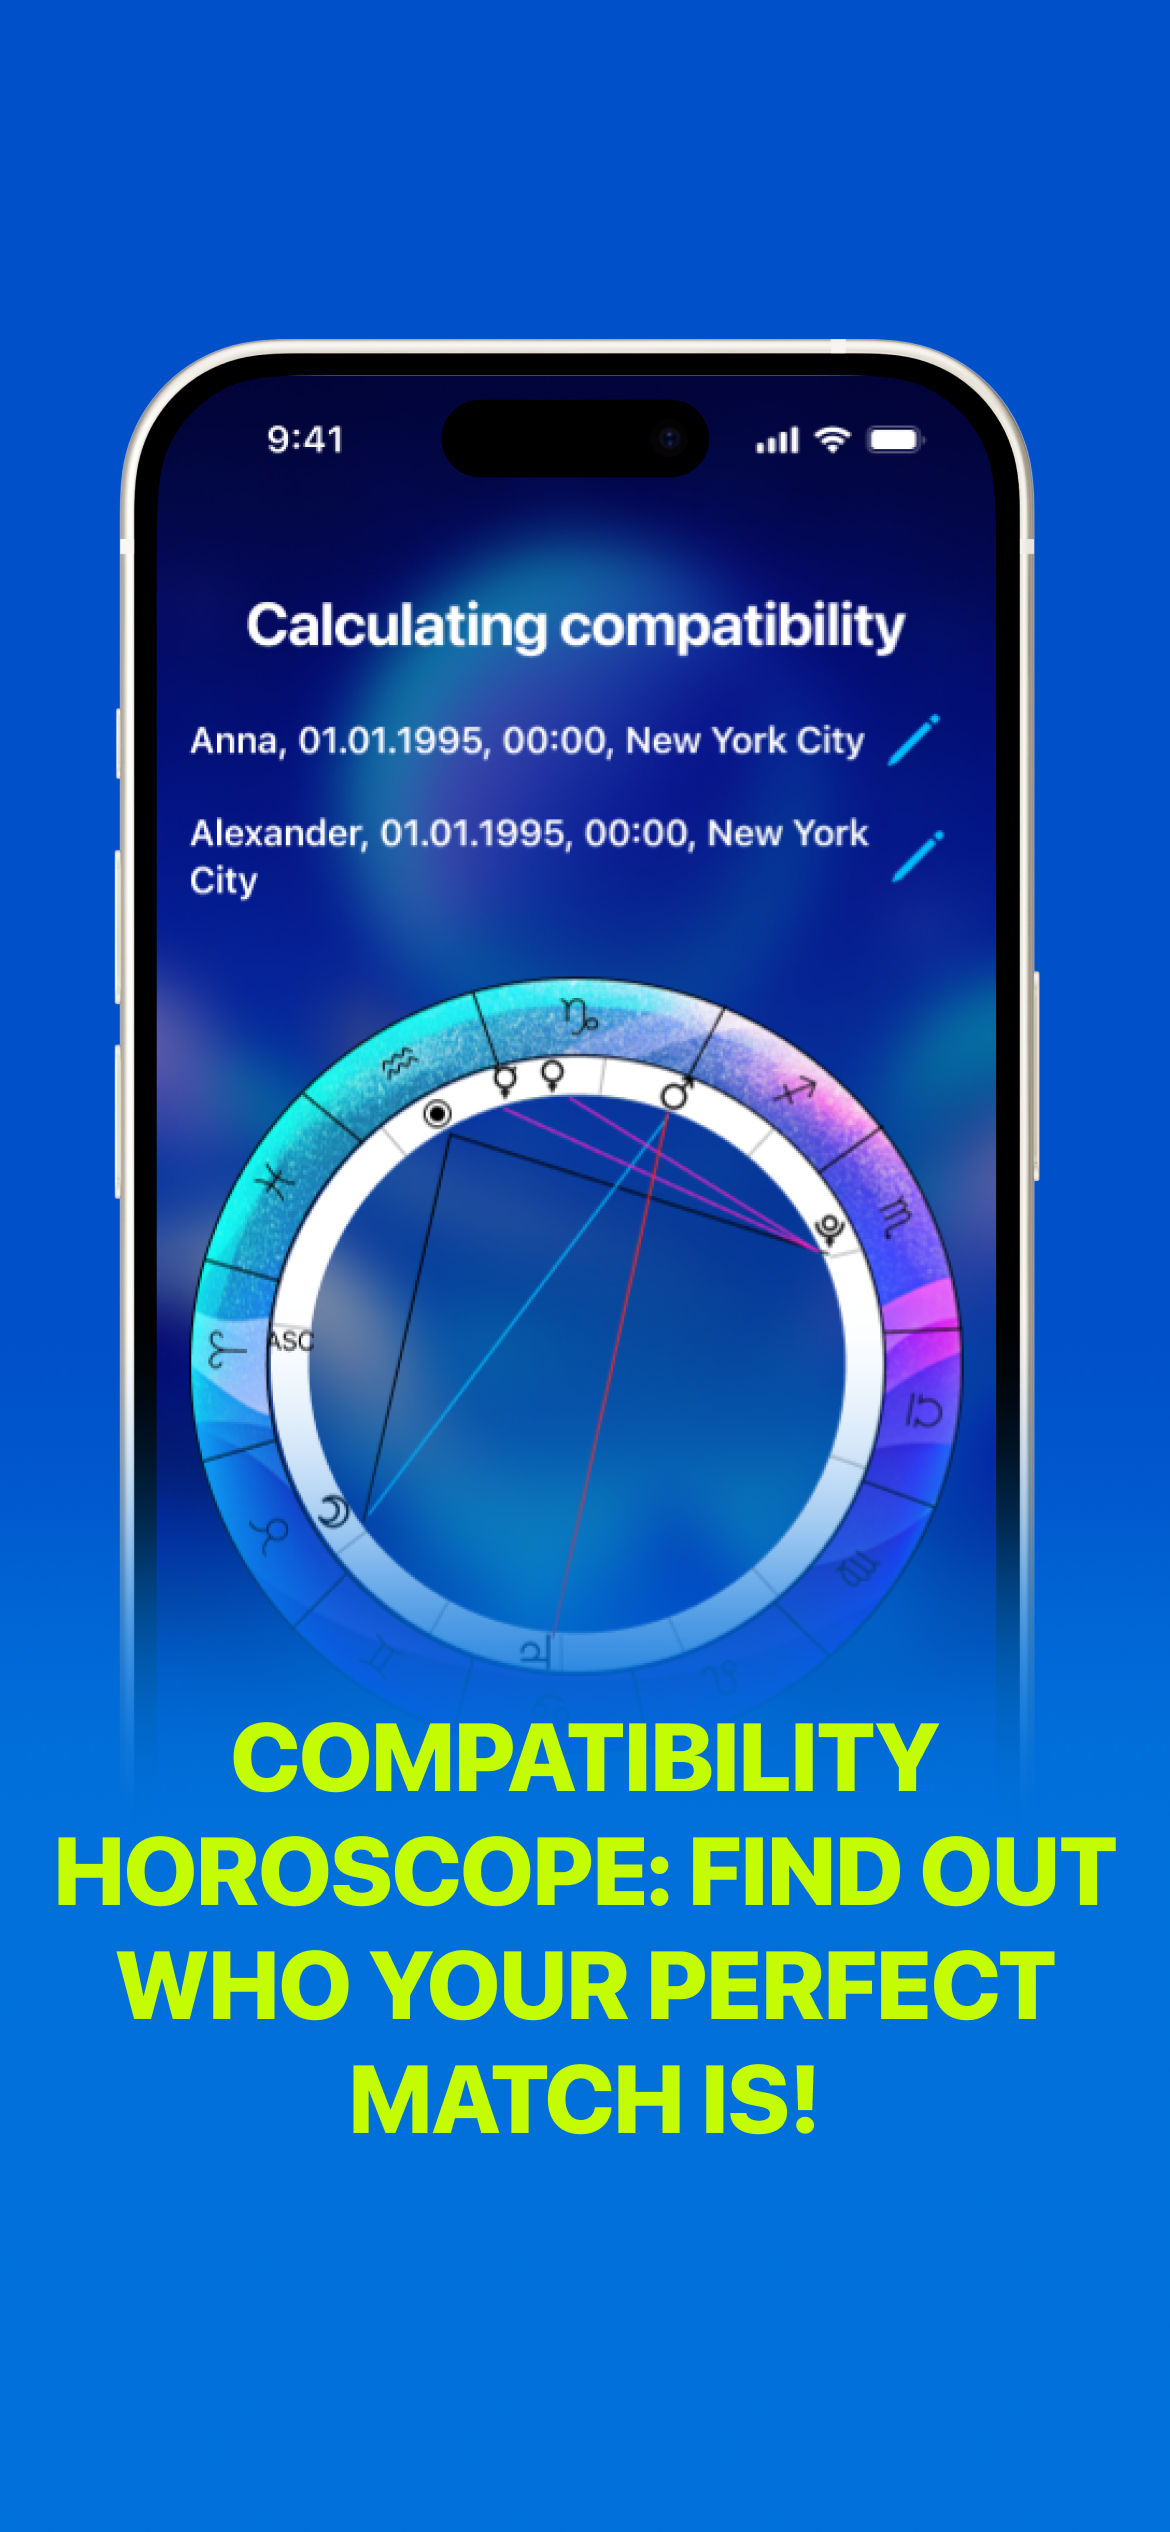 9:41
Calculating compatibility
Anna, 01.01.1995, 00:00, New York City
Alexander, 01.01.1995, 00:00, New York
City
ASC
COMPATIBILITY
HOROSCOPE: FIND OUT
WHO YOUR PERFECT
MATCH IS!